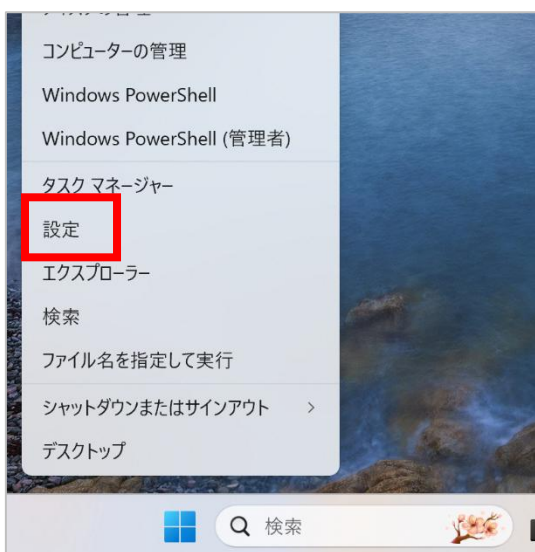 コンピューターの管理
Windows PowerShell
Windows PowerShell (管理者)
タスク マネージャー
設定
エクスプローラー
検索
ファイル名を指定して実行
シャットダウンまたはサインアウト
デスクトップ
検索